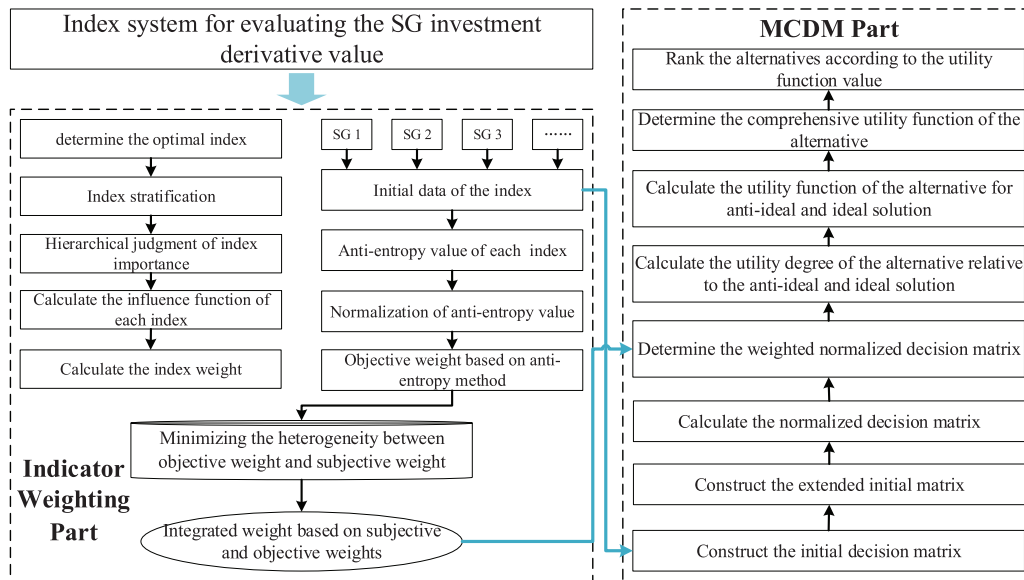 Index system for evaluating the SG investment
derivative value
determine the optimal index
Index stratification
Hierarchical judgment of index
importance
Calculate the influence function of
each index
Calculate the index weight
SG 1
SG 2
SG 3
······
Initial data of the index
Anti-entropy value of each index
Normalization of anti-entropy value
Objective weight based on anti-
entropy method
Minimizing the heterogeneity between
objective weight and subjective weight
Integrated weight based on subjective
and objective weights
Indicator
Weighting
Part
MCDM Part
Rank the alternatives according to the utility
function value
Determine the comprehensive utility function of the
alternative
Calculate the utility function of the alternative for
anti-ideal and ideal solution
Calculate the utility degree of the alternative relative
to the anti-ideal and ideal solution
Determine the weighted normalized decision matrix
Calculate the normalized decision matrix
Construct the extended initial matrix
Construct the initial decision matrix